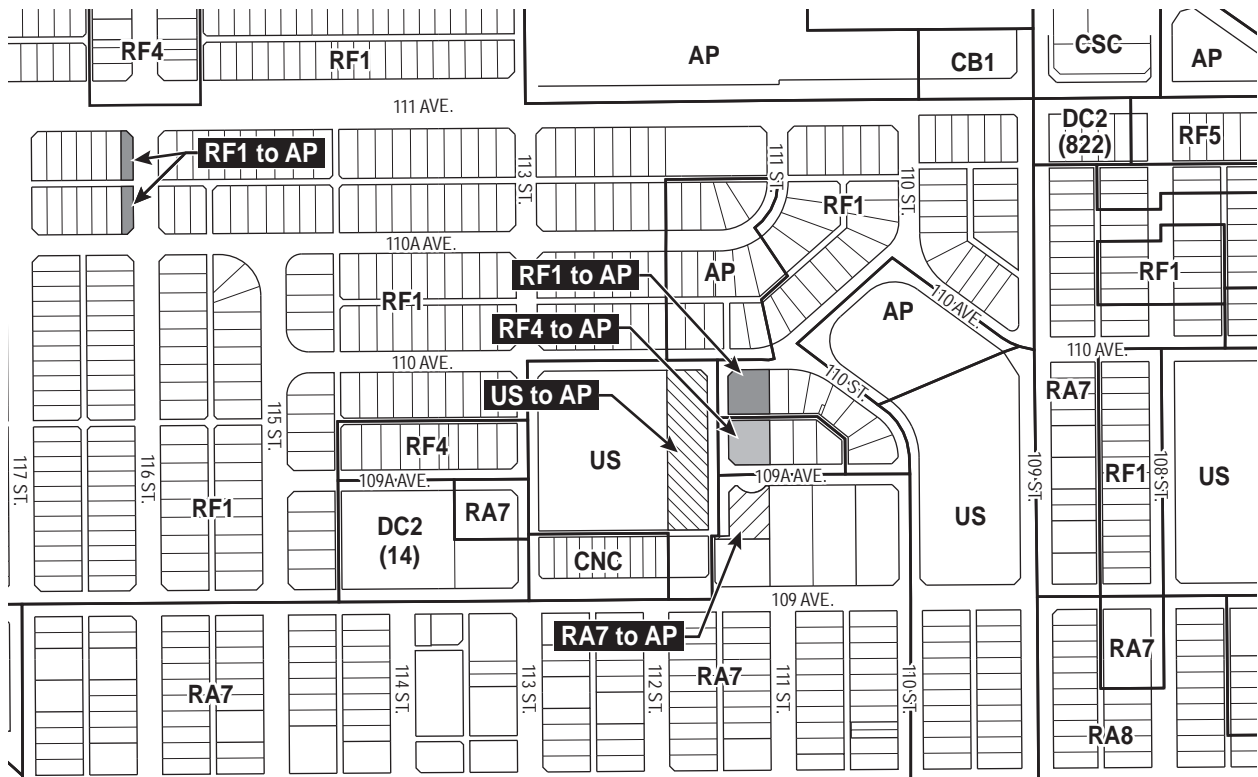 RF4
RF1
AP
CB1
CSC
AP
111 AVE.
DC2
(822)
RF5
RF1 to AP
113 ST.
111 ST.
110 ST.
RF1
110A AVE.
RF1 to AP
AP
RF1
RF1
RF4 to AP
AP
110 AVE.
110 AVE.
110 AVE.
110 ST.
US to AP
RA7
115 ST.
RF4
US
117 ST.
116 ST.
RF1
109A AVE.
109A AVE.
109 ST.
RF1
108 ST.
US
DC2
(14)
RA7
US
CNC
109 AVE.
RA7 to AP
RA7
RA7
114 ST.
113 ST.
112 ST.
RA7
111 ST.
110 ST.
RA8